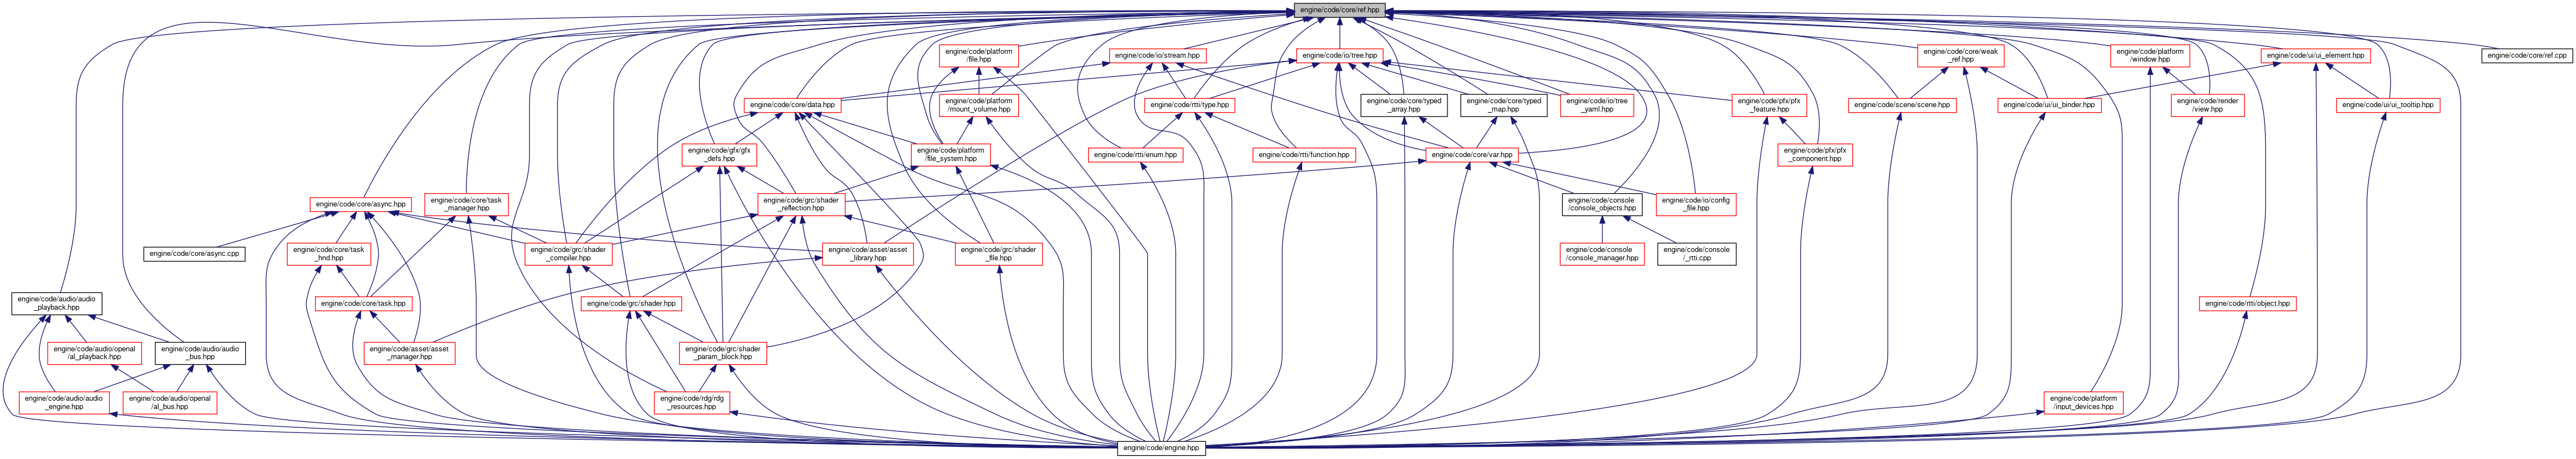 engine/code/core/ref.hpp
engine/code/platform
/file.hpp
engine/code/io/stream.hpp
engine/code/io/tree.hpp
engine/code/core/weak
_ref.hpp
engine/code/platform
/window.hpp
engine/code/ui/ui_element.hpp
engine/code/core/ref.cpp
engine/code/core/data.hpp
engine/code/platform
/mount_volume.hpp
engine/code/rtti/type.hpp
engine/code/core/typed
_array.hpp
engine/code/core/typed
_map.hpp
engine/code/io/tree
_yaml.hpp
engine/code/pfx/pfx
_feature.hpp
engine/code/scene/scene.hpp
engine/code/ui/ui_binder.hpp
engine/code/render
/view.hpp
engine/code/ui/ui_tooltip.hpp
engine/code/gfx/gfx
_defs.hpp
engine/code/platform
/file_system.hpp
engine/code/rtti/enum.hpp
engine/code/rtti/function.hpp
engine/code/core/var.hpp
engine/code/pfx/pfx
_component.hpp
engine/code/core/async.hpp
engine/code/core/task
_manager.hpp
engine/code/grc/shader
_reflection.hpp
engine/code/console
/console_objects.hpp
engine/code/io/config
_file.hpp
engine/code/core/async.cpp
engine/code/core/task
_hnd.hpp
engine/code/grc/shader
_compiler.hpp
engine/code/asset/asset
_library.hpp
engine/code/grc/shader
_file.hpp
engine/code/console
/console_manager.hpp
engine/code/console
/_rtti.cpp
engine/code/audio/audio
_playback.hpp
engine/code/core/task.hpp
engine/code/grc/shader.hpp
engine/code/rtti/object.hpp
engine/code/audio/openal
/al_playback.hpp
engine/code/audio/audio
_bus.hpp
engine/code/asset/asset
_manager.hpp
engine/code/grc/shader
_param_block.hpp
engine/code/audio/audio
_engine.hpp
engine/code/audio/openal
/al_bus.hpp
engine/code/rdg/rdg
_resources.hpp
engine/code/platform
/input_devices.hpp
engine/code/engine.hpp